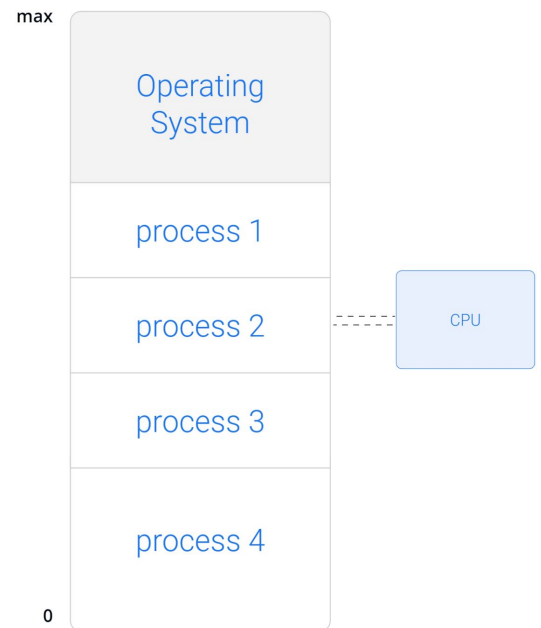 max
Operating
System
process 1
process 2
CPU
process 3
process 4
0